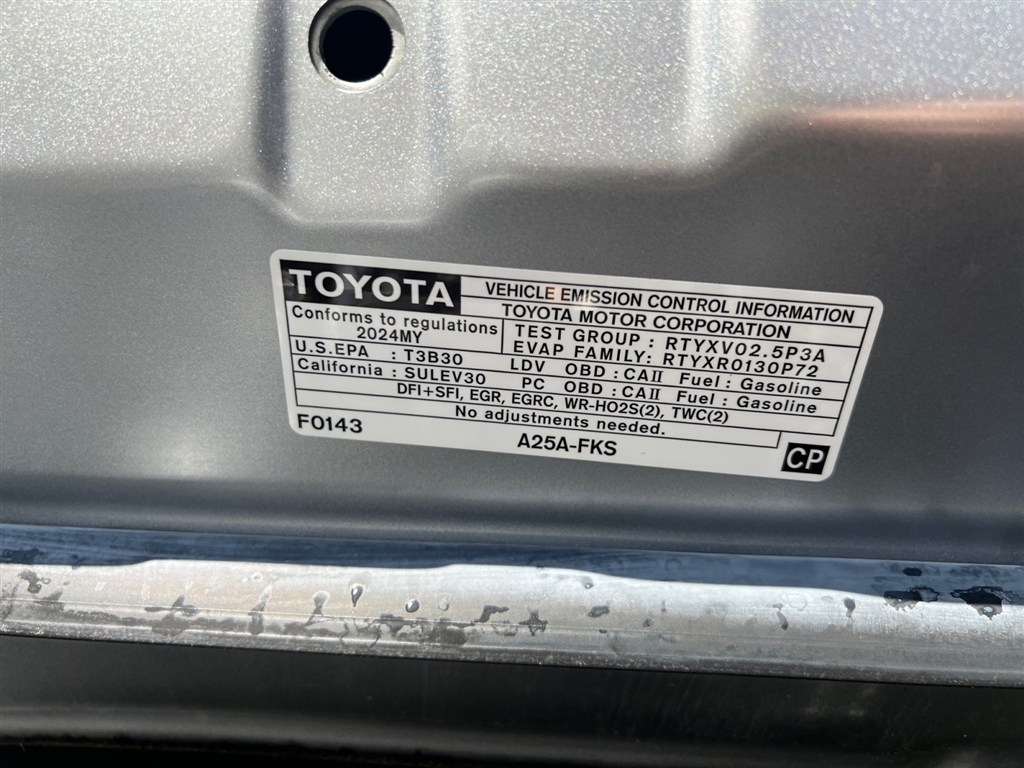 TOYOTA
VEHICLE EMISSION CONTROL INFORMATION
Conforms to regulations
2024MY
TOYOTA MOTOR CORPORATION
TEST GROUP : RTYXV02.5P3A
EVAP FAMILY: RTYXR0130P72
U.S.EPA : T3B30 LDV OBD : CAII Fuel : Gasoline
California : SULEV30 PC OBD : CAII Fuel : Gasoline
DFI+SFI, EGR, EGRC, WR-HO2S(2), TWC(2)
No adjustments needed.
F0143 A25A-FKS CP